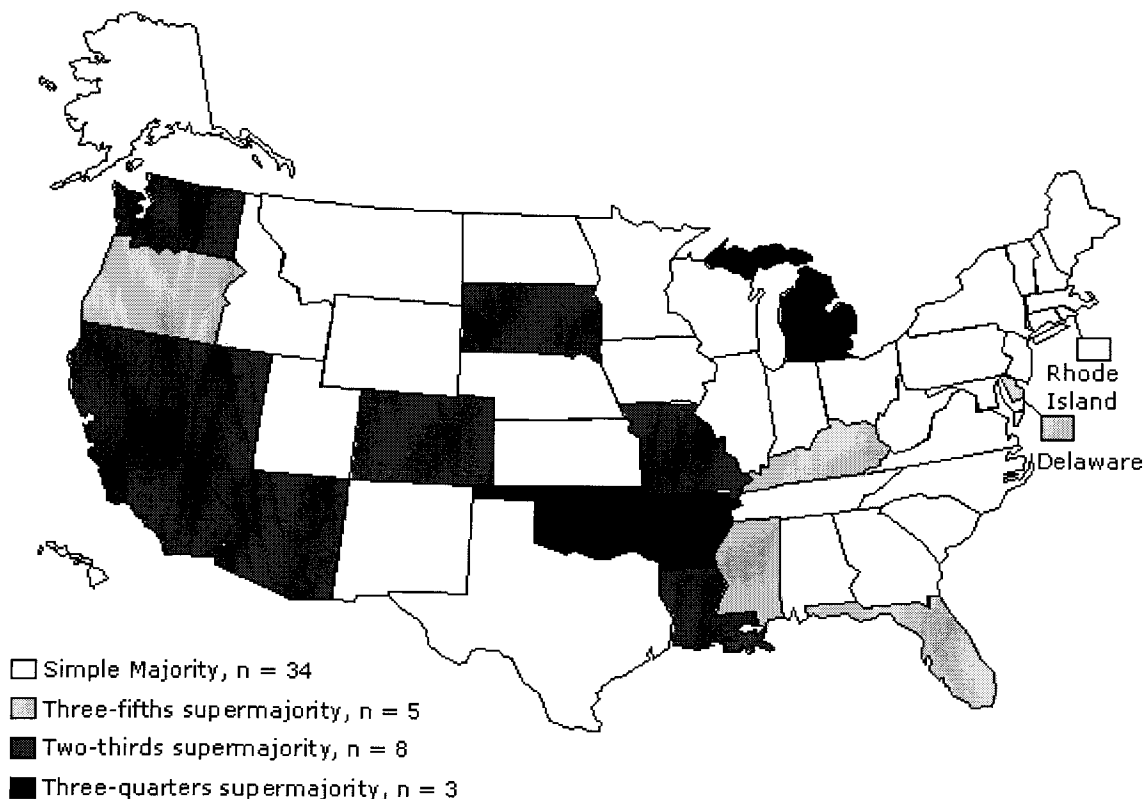 Rhode
Island
Delaware
Simple Majority, n = 34
Three-fifths supermajority, n = 5
Two-thirds supermajority, n = 8
Three-quarters supermajority, n = 3